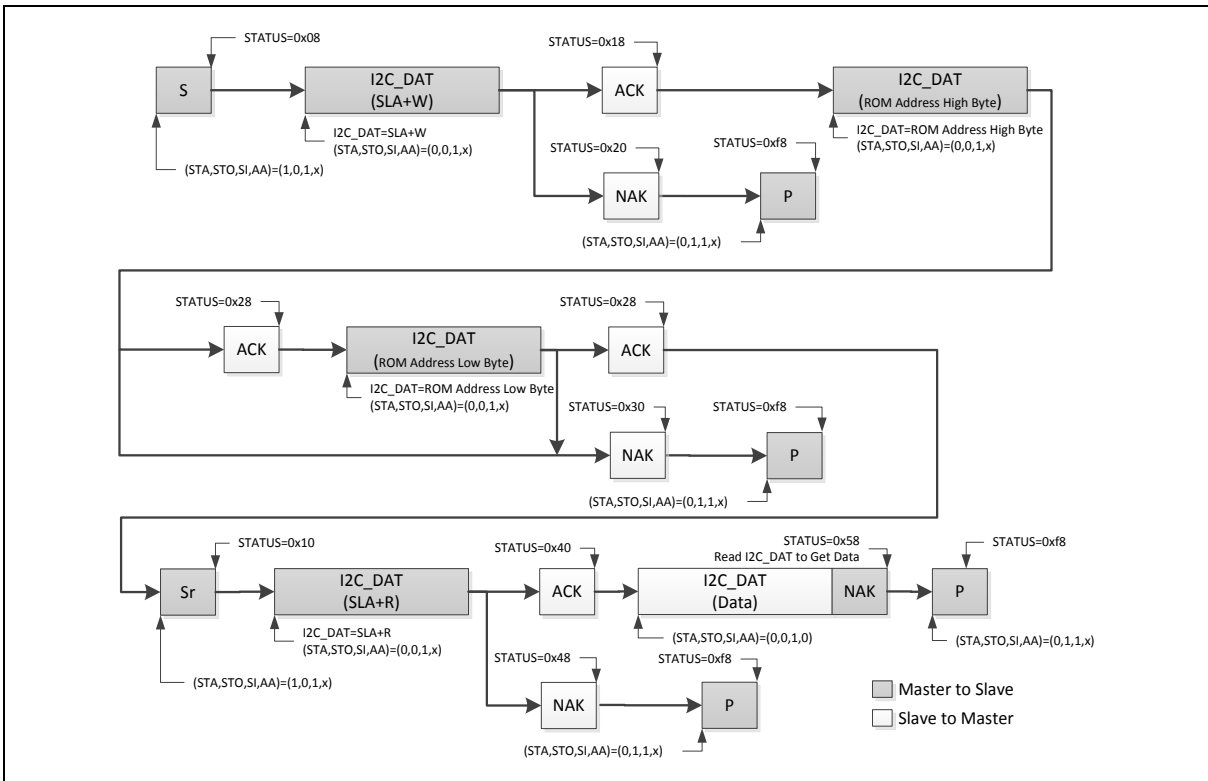 STATUS=0x08
STATUS=0x18
S
I2C_DAT
(SLA+W)
ACK
I2C_DAT
(ROM Address High Byte)
I2C_DAT=SLA+W
(STA,STO,SI,AA)=(0,0,1,x)
I2C_DAT=ROM Address High Byte
(STA,STO,SI,AA)=(0,0,1,x)
(STA,STO,SI,AA)=(1,0,1,x)
STATUS=0x20
STATUS=0xf8
NAK
P
(STA,STO,SI,AA)=(0,1,1,x)
STATUS=0x28
STATUS=0x28
ACK
I2C_DAT
(ROM Address Low Byte)
ACK
I2C_DAT=ROM Address Low Byte
(STA,STO,SI,AA)=(0,0,1,x)
STATUS=0x30
STATUS=0xf8
NAK
P
(STA,STO,SI,AA)=(0,1,1,x)
STATUS=0x10
STATUS=0x40
STATUS=0x58
Read I2C_DAT to Get Data
STATUS=0xf8
Sr
I2C_DAT
(SLA+R)
ACK
I2C_DAT
(Data)
NAK
P
I2C_DAT=SLA+R
(STA,STO,SI,AA)=(0,0,1,x)
(STA,STO,SI,AA)=(0,0,1,0)
(STA,STO,SI,AA)=(0,1,1,x)
(STA,STO,SI,AA)=(1,0,1,x)
STATUS=0x48
STATUS=0xf8
NAK
P
(STA,STO,SI,AA)=(0,1,1,x)
Master to Slave
Slave to Master